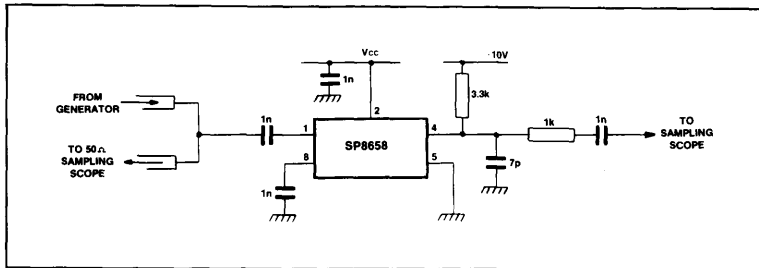 Vcc
10V
1n
3.3k
FROM
GENERATOR
2
1n
1
4
1k
1n
TO
SAMPLING
SCOPE
TO 50Ω
SAMPLING
SCOPE
SP8658
8
5
7p
1n